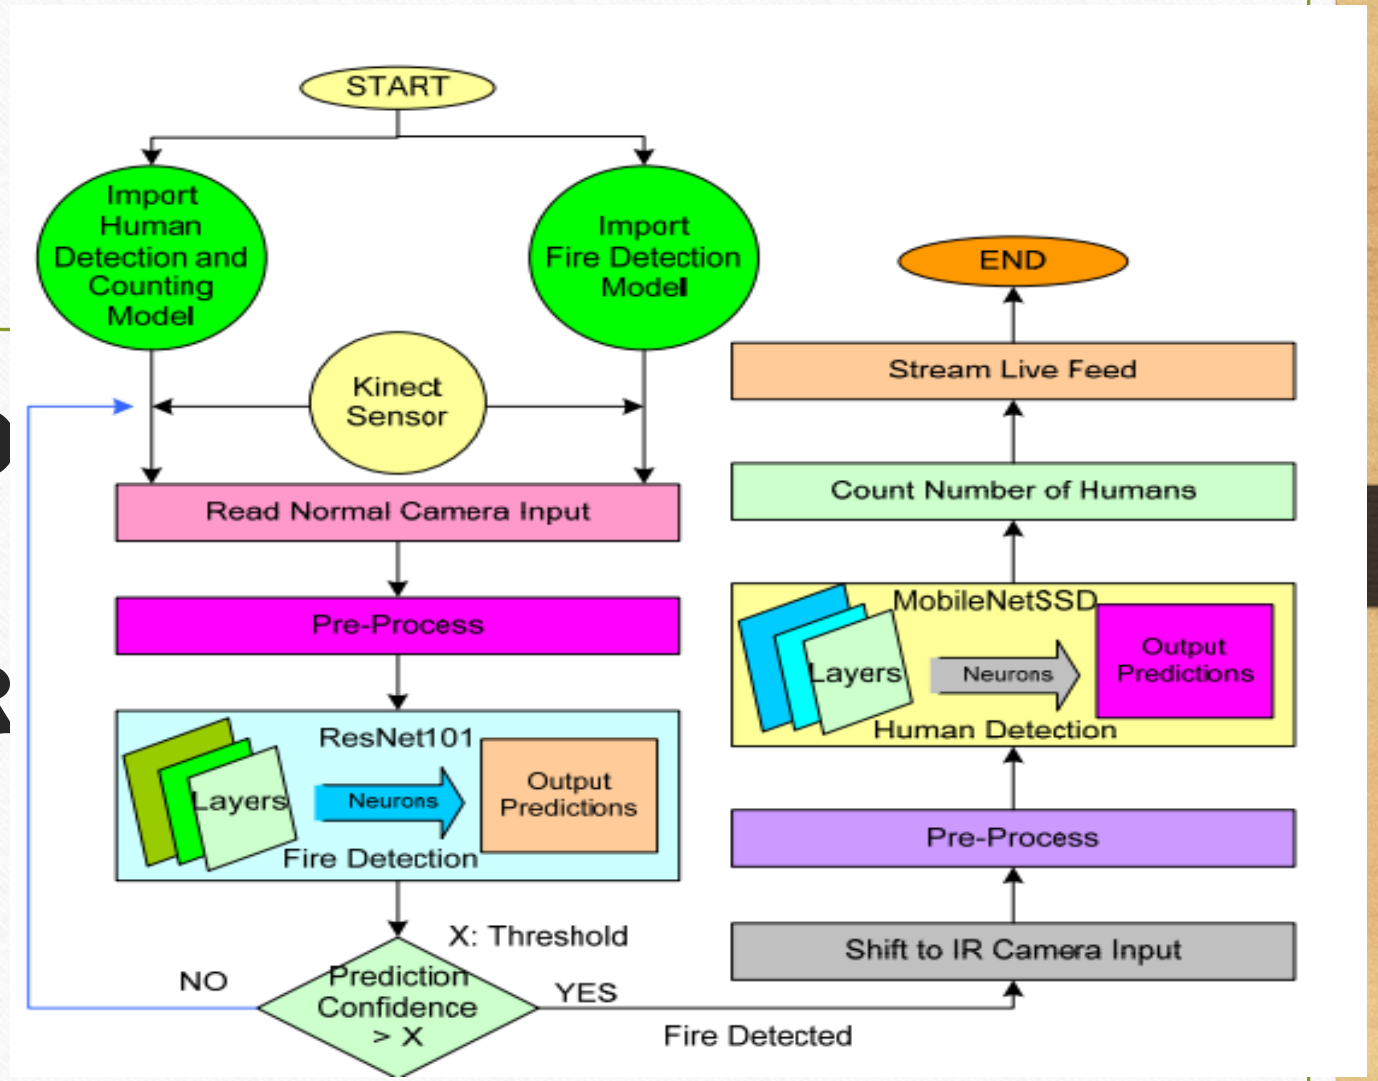 START
Import
Human
Detection and
Counting
Model
Import
Fire Detection
Model
Kinect
Sensor
Read Normal Camera Input
Pre-Process
ResNet101
Layers
Neurons
Output
Predictions
Fire Detection
X: Threshold
Prediction
Confidence
> X
NO
YES
Fire Detected
Shift to IR Camera Input
Pre-Process
MobileNetSSD
Layers
Neurons
Output
Predictions
Human Detection
Count Number of Humans
Stream Live Feed
END